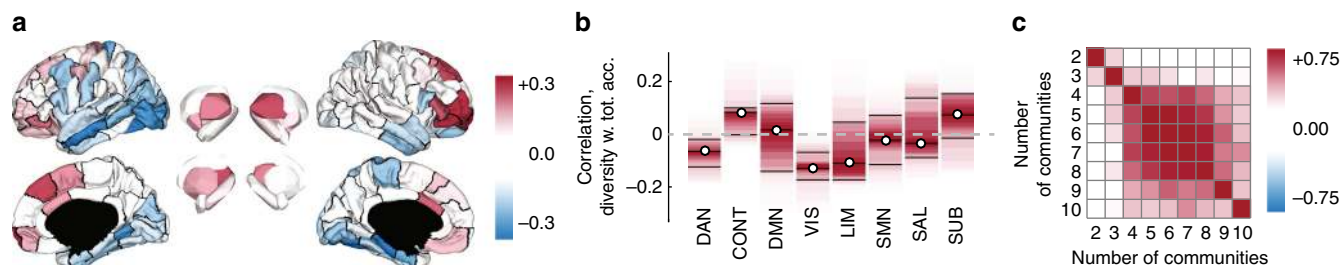 a
+0.3
0.0
−0.3
b
Correlation,
diversity w. tot. acc.
0.2
0
−0.2
DAN
CONT
DMN
VIS
LIM
SMN
SAL
SUB
c
Number
of communities
2
3
4
5
6
7
8
9
10
2 3 4 5 6 7 8 9 10
Number of communities
+0.75
0.00
−0.75